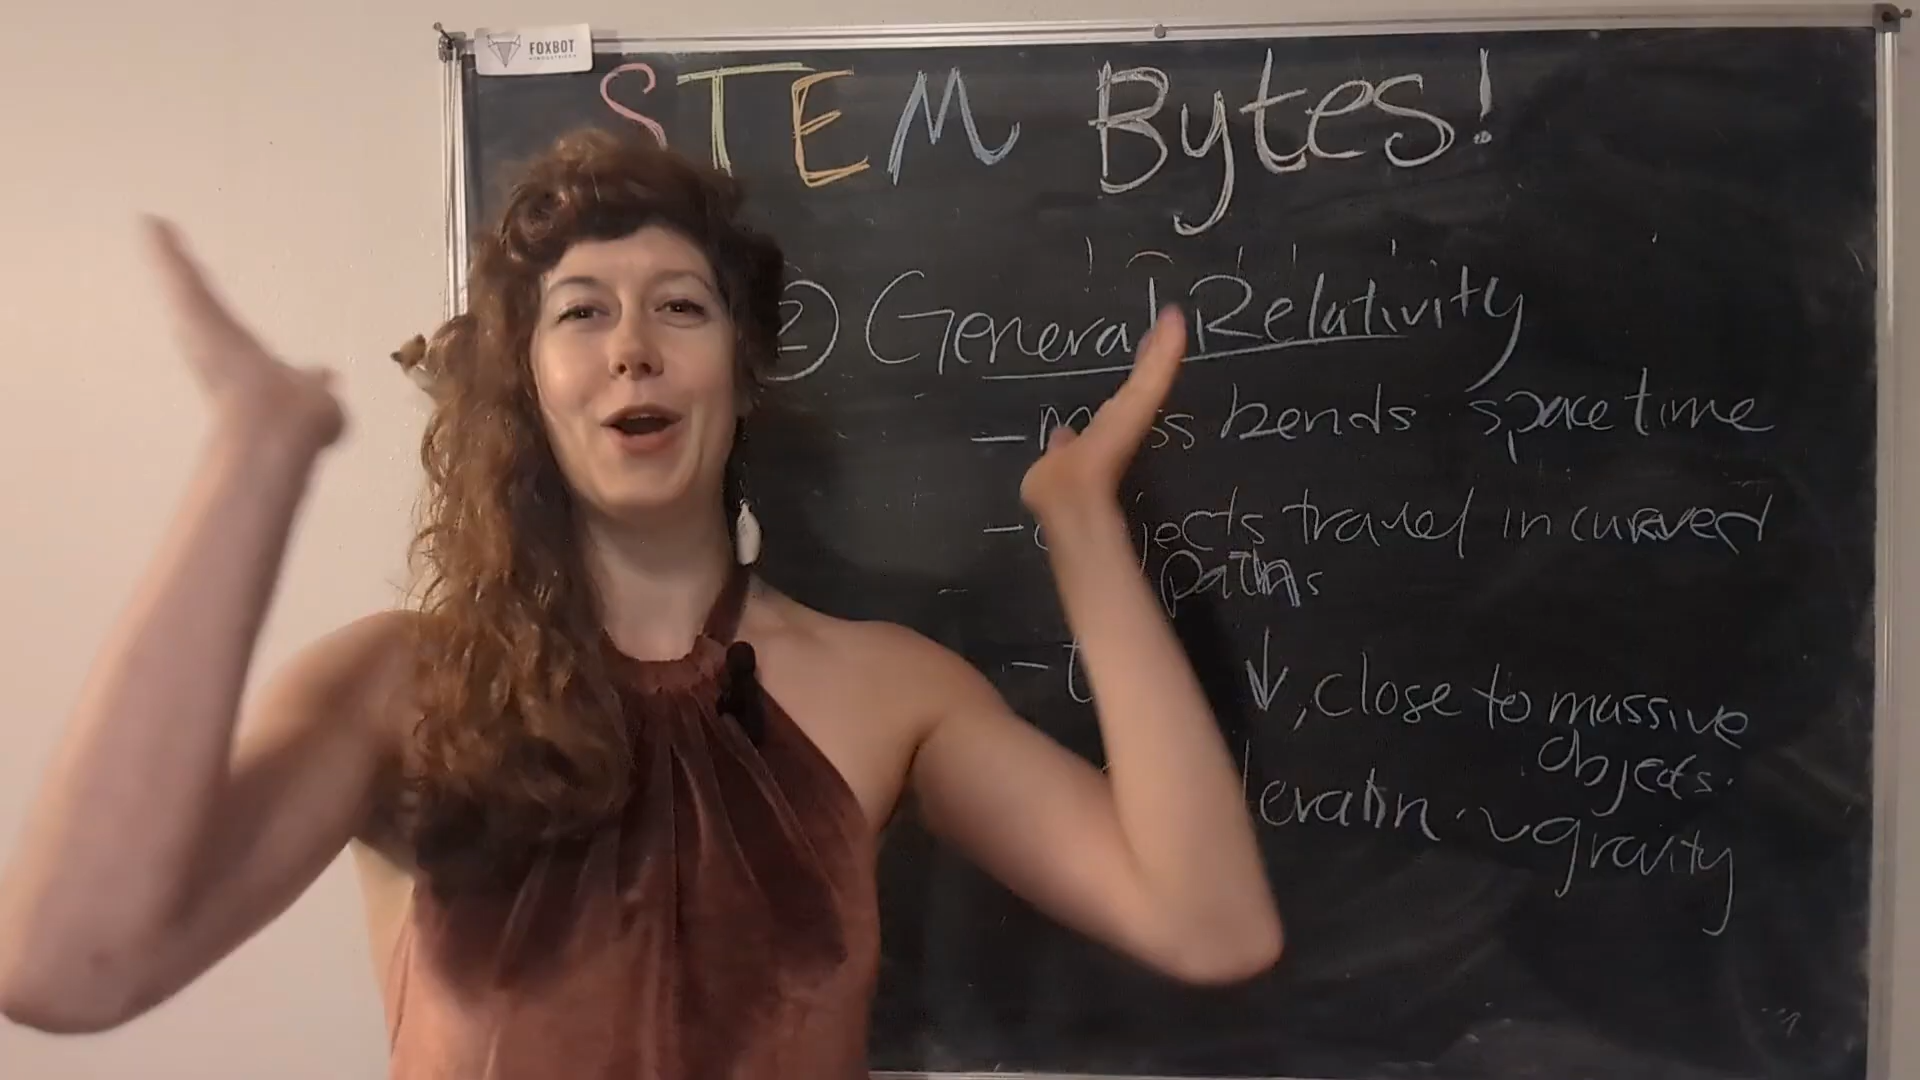 FOXBOT
INDUSTRIES
STEM Bytes!
2) General Relativity
- mass bends spacetime
- objects travel in curved
paths
- ↓, close to massive
objects.
gravity